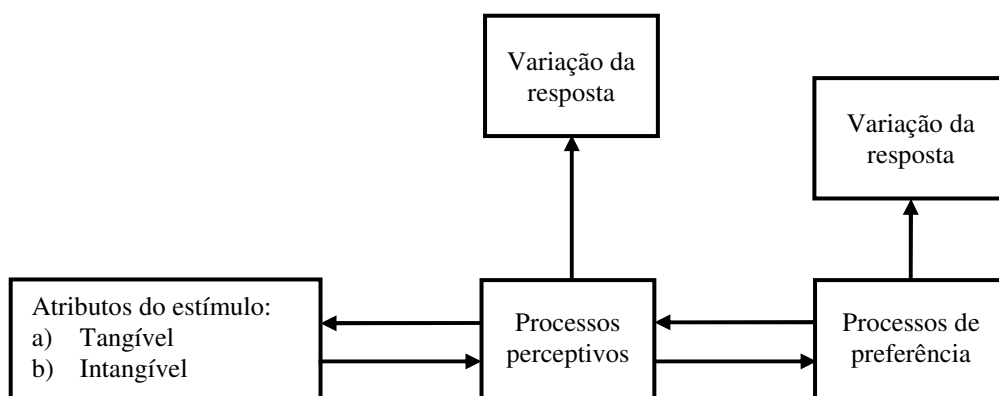 Variação da
resposta
Variação da
resposta
Atributos do estímulo:
a) Tangível
b) Intangível
Processos
perceptivos
Processos de
preferência